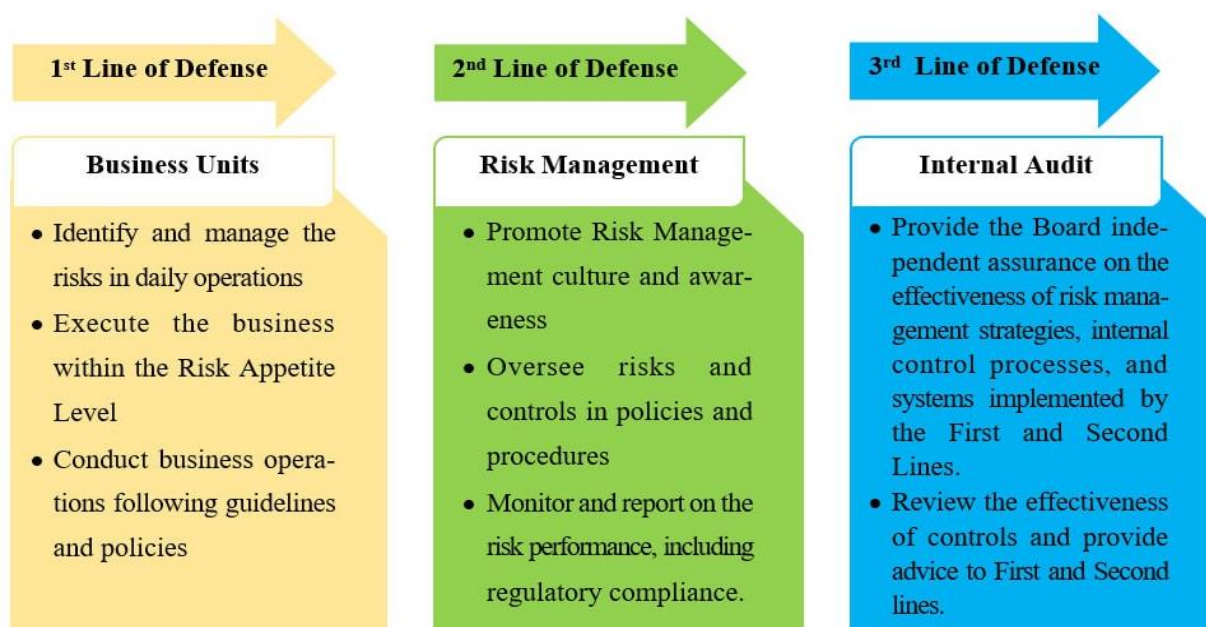 1st Line of Defense
Business Units
• Identify and manage the
risks in daily operations
• Execute the business
within the Risk Appetite
Level
• Conduct business opera-
tions following guidelines
and policies
2nd Line of Defense
Risk Management
• Promote Risk Manage-
ment culture and awar-
eness
• Oversee risks and
controls in policies and
procedures
• Monitor and report on the
risk performance, including
regulatory compliance.
3rd Line of Defense
Internal Audit
• Provide the Board inde-
pendent assurance on the
effectiveness of risk mana-
gement strategies, internal
control processes, and
systems implemented by
the First and Second
Lines.
• Review the effectiveness
of controls and provide
advice to First and Second
lines.